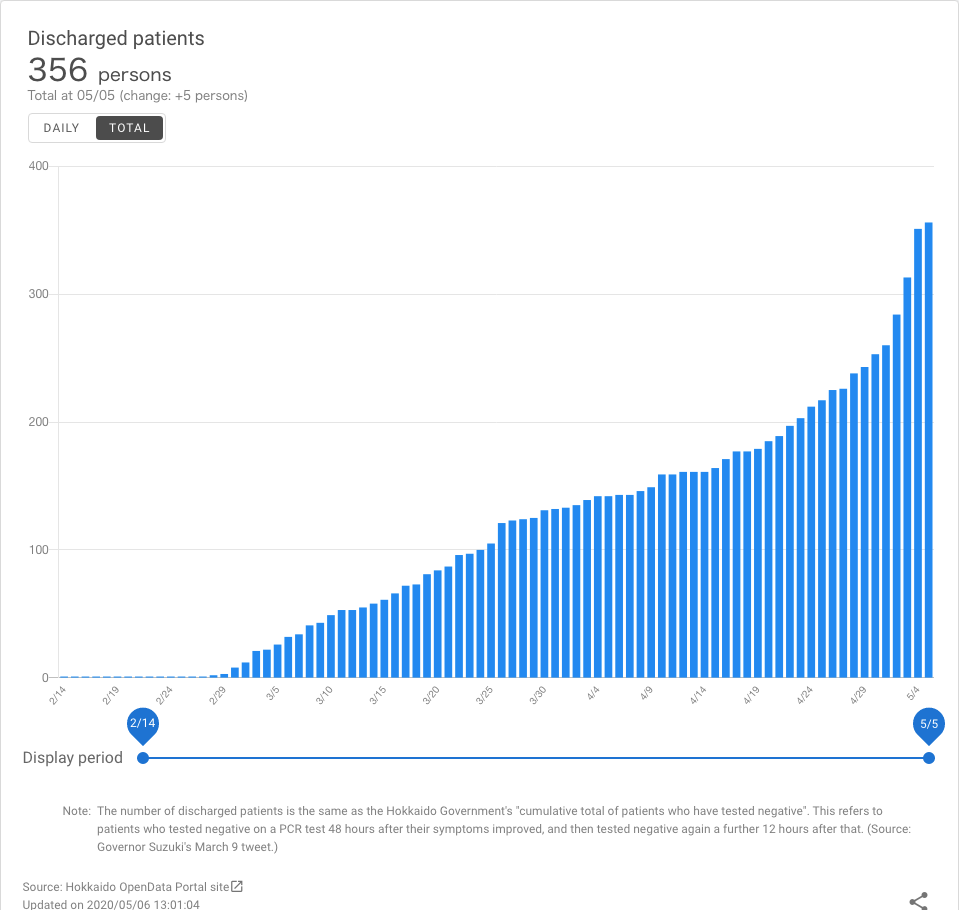 Discharged patients
356 persons
Total at 05/05 (change: +5 persons)
DAILY TOTAL
400
300
200
100
0
2/14 2/19 2/24 2/29 3/5 3/10 3/15 3/20 3/25 3/30 4/4 4/9 4/14 4/19 4/24 4/29 5/4
2/14 5/5
Display period
Note: The number of discharged patients is the same as the Hokkaido Government's "cumulative total of patients who have tested negative". This refers to
patients who tested negative on a PCR test 48 hours after their symptoms improved, and then tested negative again a further 12 hours after that. (Source:
Governor Suzuki's March 9 tweet.)
Source: Hokkaido OpenData Portal site
Updated on 2020/05/06 13:01:04